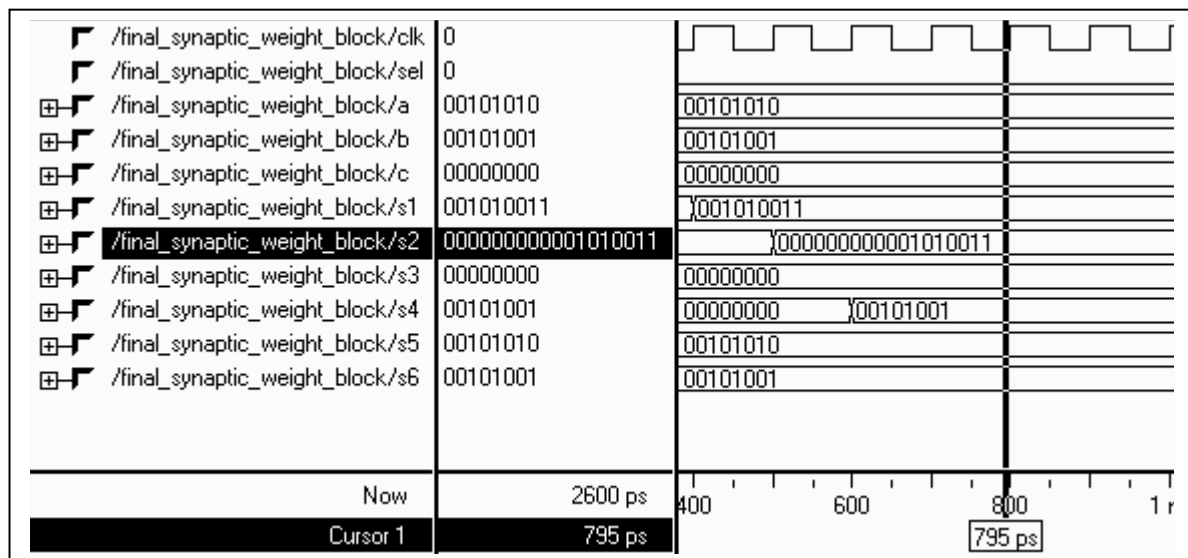 /final_synaptic_weight_block/clk 0
/final_synaptic_weight_block/sel 0
/final_synaptic_weight_block/a 00101010 00101010
/final_synaptic_weight_block/b 00101001 00101001
/final_synaptic_weight_block/c 00000000 00000000
/final_synaptic_weight_block/s1 001010011 001010011
/final_synaptic_weight_block/s2 000000000001010011 000000000001010011
/final_synaptic_weight_block/s3 00000000 00000000
/final_synaptic_weight_block/s4 00101001 00000000 00101001
/final_synaptic_weight_block/s5 00101010 00101010
/final_synaptic_weight_block/s6 00101001 00101001
Now 2600 ps 400 600 800 1
Cursor 1 795 ps 795 ps